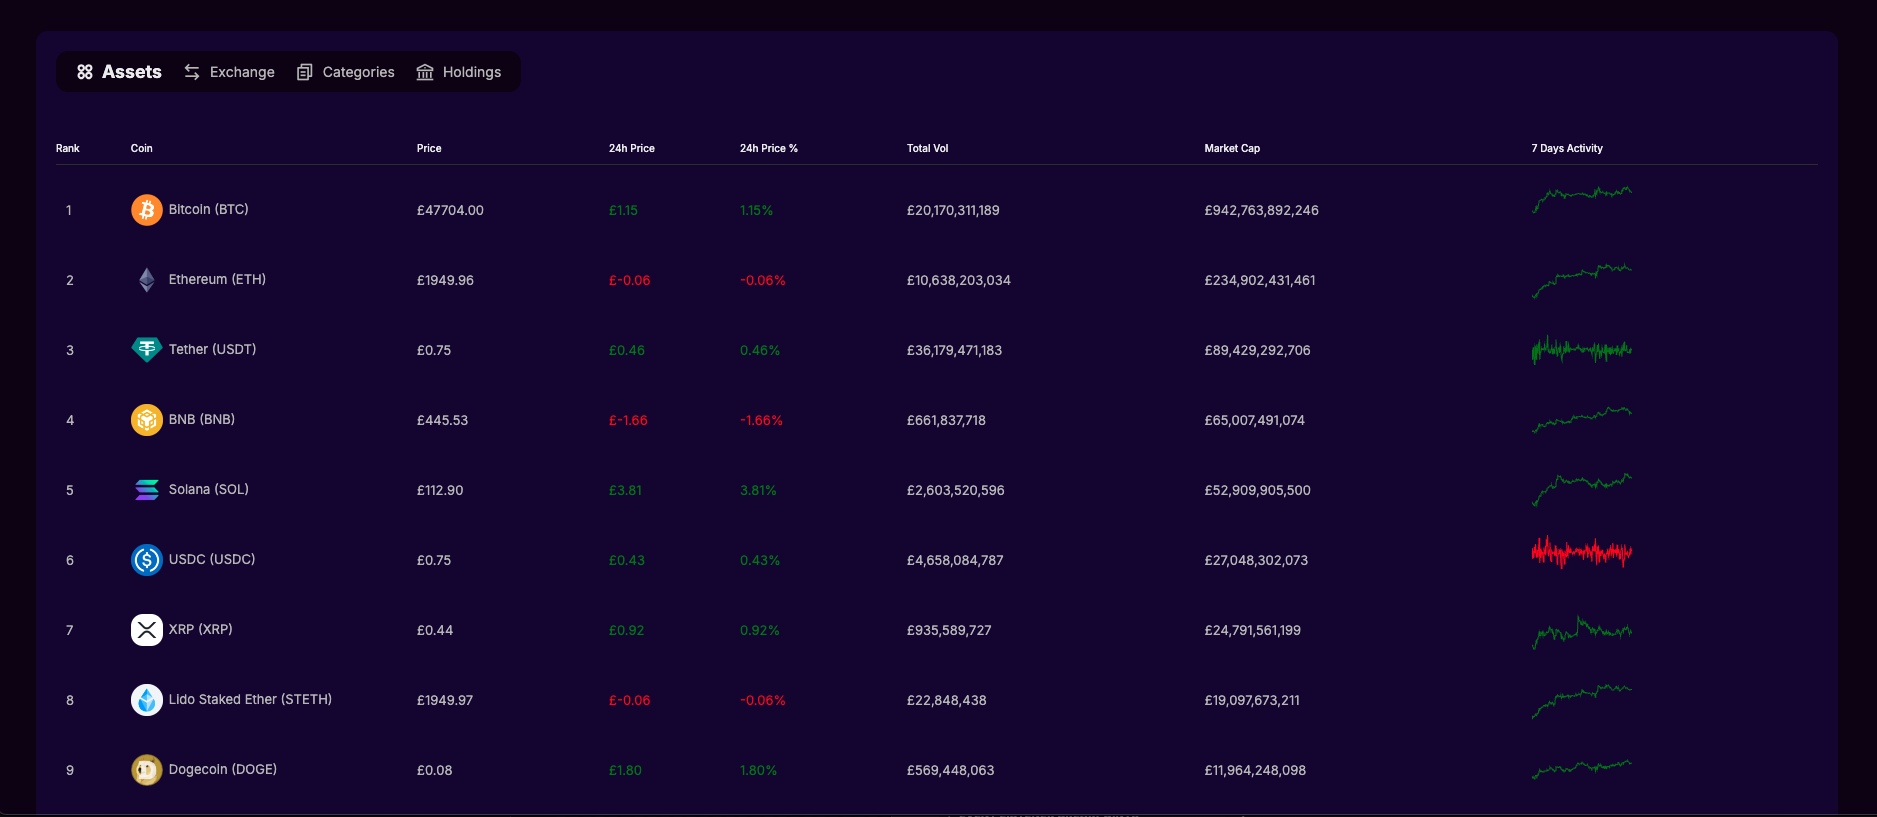 Assets Exchange Categories Holdings
Rank Coin Price 24h Price 24h Price % Total Vol Market Cap 7 Days Activity
1 Bitcoin (BTC) £47704.00 £1.15 1.15% £20,170,311,189 £942,763,892,246
2 Ethereum (ETH) £1949.96 £-0.06 -0.06% £10,638,203,034 £234,902,431,461
3 Tether (USDT) £0.75 £0.46 0.46% £36,179,471,183 £89,429,292,706
4 BNB (BNB) £445.53 £-1.66 -1.66% £661,837,718 £65,007,491,074
5 Solana (SOL) £112.90 £3.81 3.81% £2,603,520,596 £52,909,905,500
6 USDC (USDC) £0.75 £0.43 0.43% £4,658,084,787 £27,048,302,073
7 XRP (XRP) £0.44 £0.92 0.92% £935,589,727 £24,791,561,199
8 Lido Staked Ether (STETH) £1949.97 £-0.06 -0.06% £22,848,438 £19,097,673,211
9 Dogecoin (DOGE) £0.08 £1.80 1.80% £569,448,063 £11,964,248,098